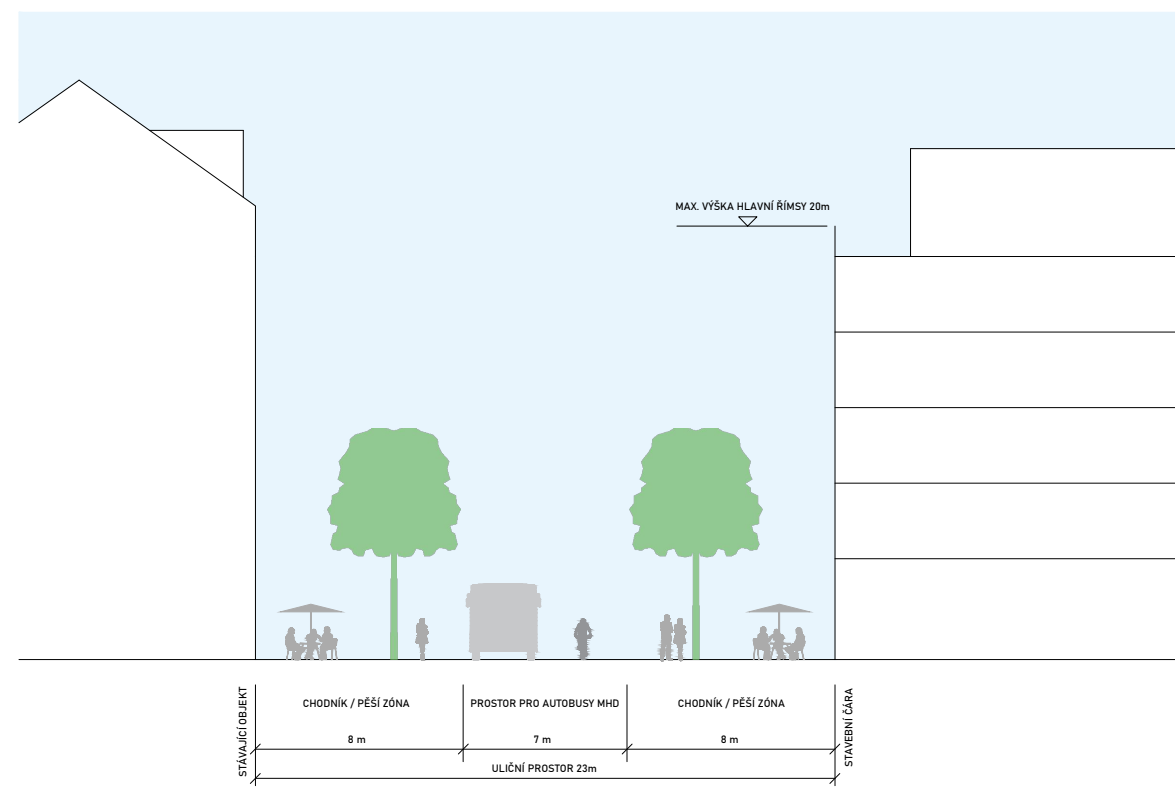 MAX. VÝŠKA HLAVNÍ ŘÍMSY 20m
STÁVAJÍCÍ OBJEKT
CHODNÍK / PĚŠÍ ZÓNA
PROSTOR PRO AUTOBUSY MHD
CHODNÍK / PĚŠÍ ZÓNA
STAVEBNÍ ČÁRA
8 m
7 m
8 m
ULIČNÍ PROSTOR 23m